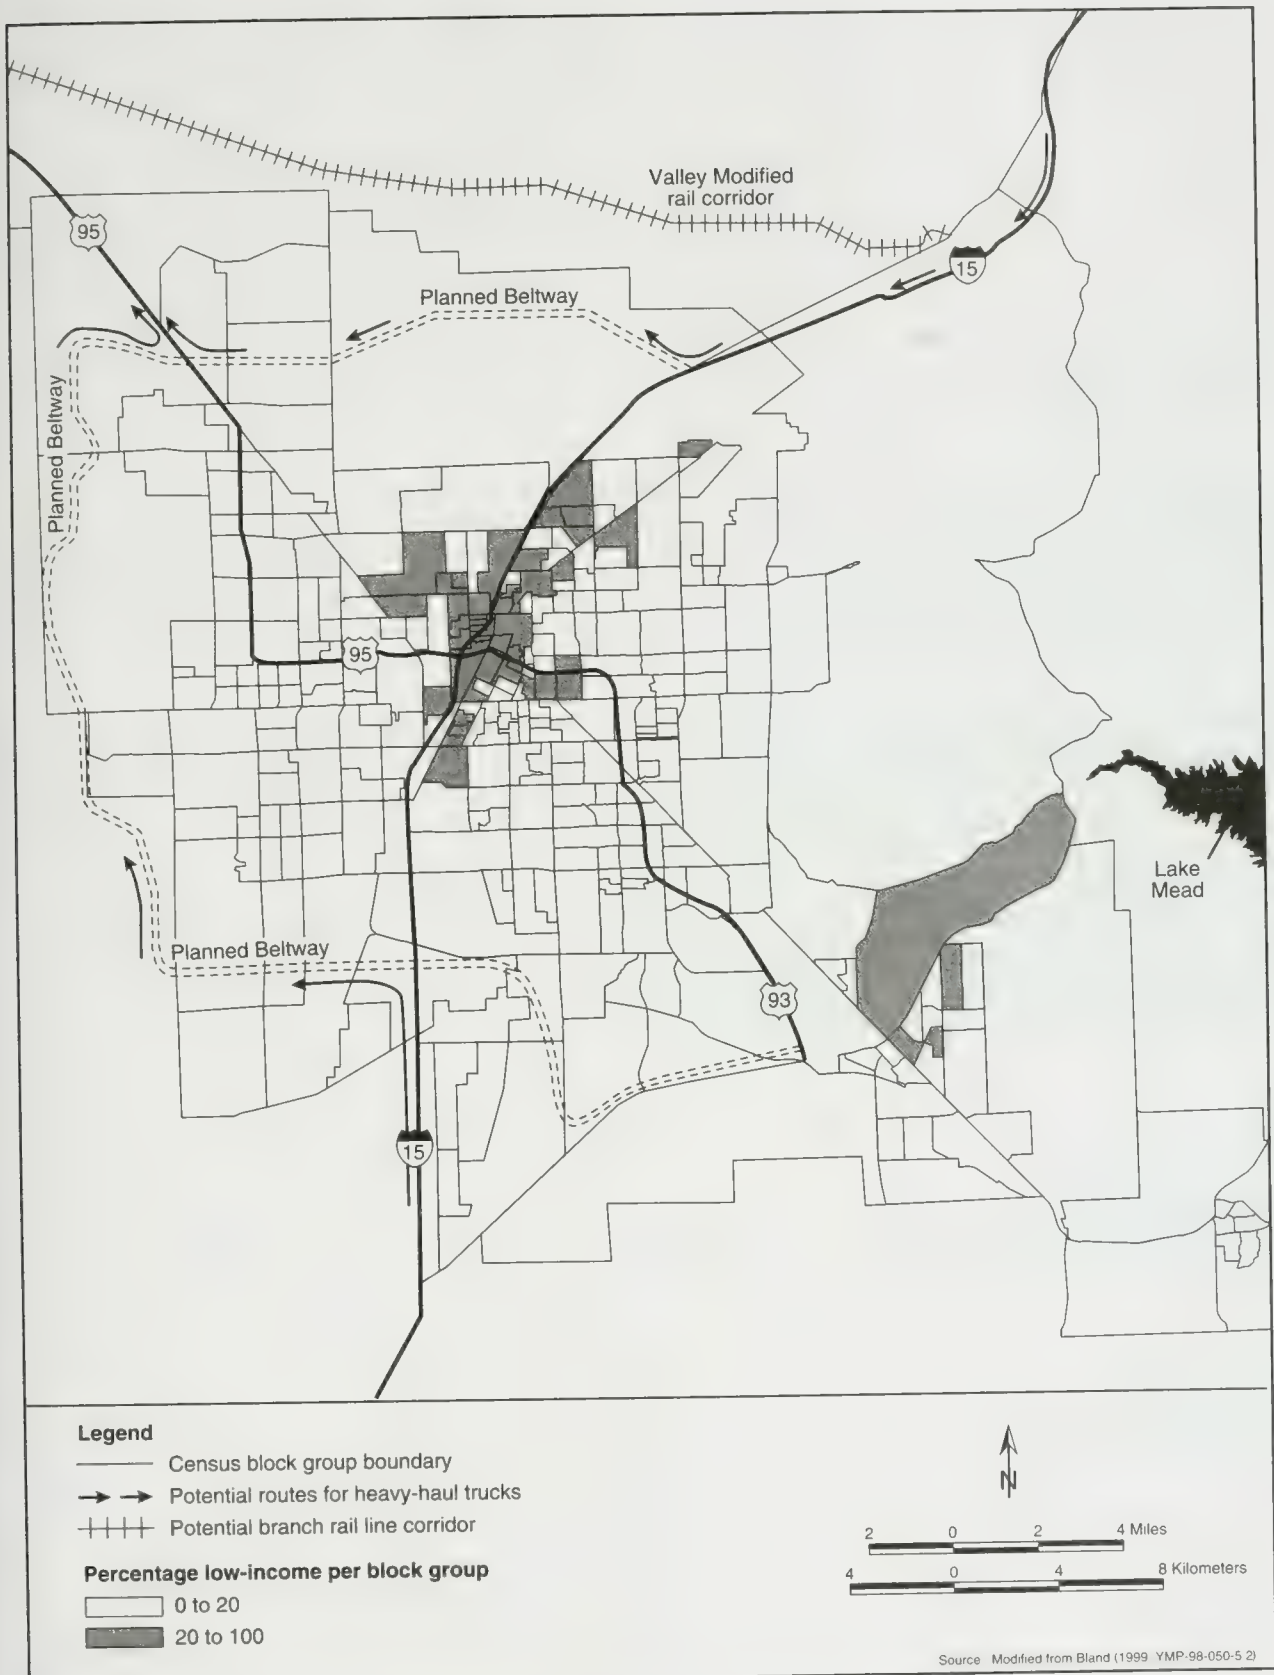 Valley Modified
rail corridor
95
15
Planned Beltway
Planned Beltway
95
Lake
Mead
Planned Beltway
93
15
Legend
Census block group boundary
Potential routes for heavy-haul trucks
Potential branch rail line corridor
N
Percentage low-income per block group
0 to 20
20 to 100
2 0 2 4 Miles
4 0 4 8 Kilometers
Source Modified from Bland (1999 YMP-98-050-5 2)